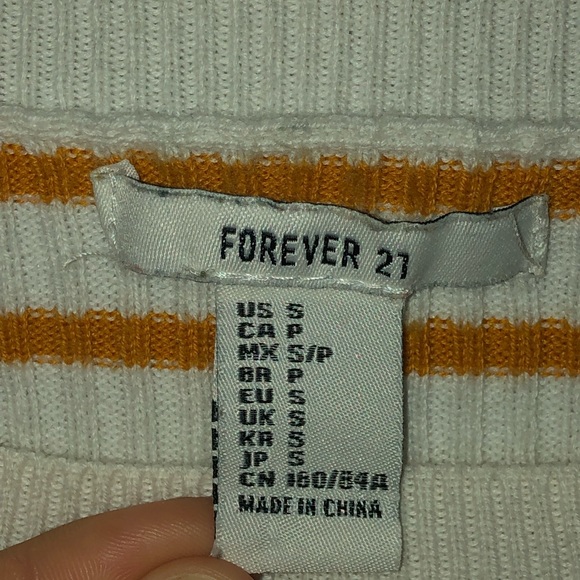 FOREVER 21
US S
CA P
MX S/P
BR P
EU S
UK S
KR S
JP S
CN 160/84A
MADE IN CHINA